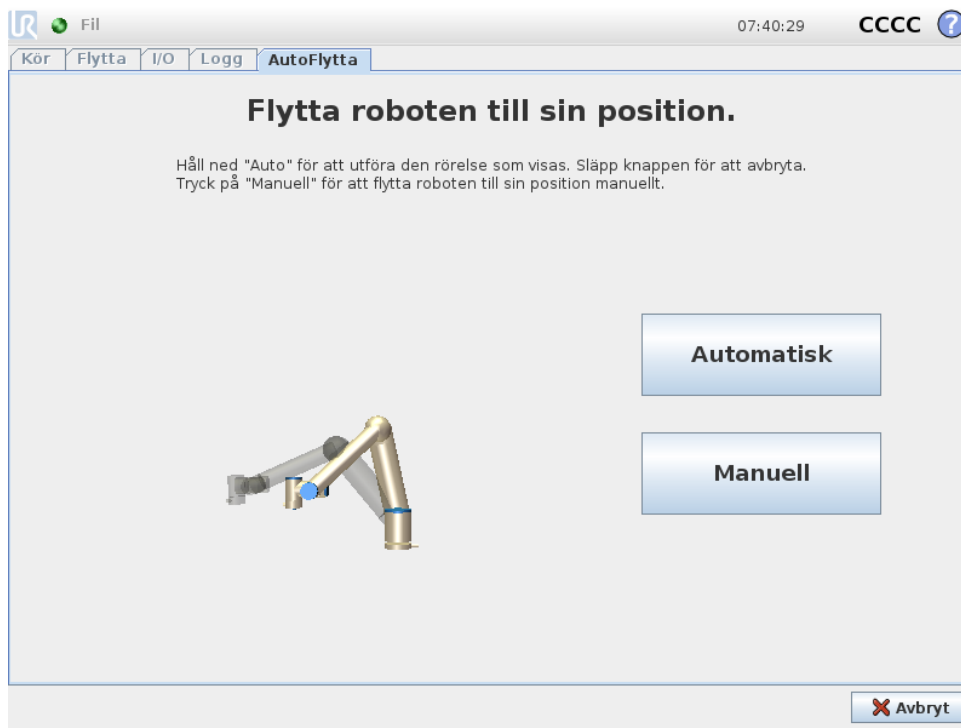 UR Fil 07:40:29 CCCC ?
Kör Flytta I/O Logg AutoFlytta
Flytta roboten till sin position.
Håll ned "Auto" för att utföra den rörelse som visas. Släpp knappen för att avbryta.
Tryck på "Manuell" för att flytta roboten till sin position manuellt.
Automatisk
Manuell
Avbryt